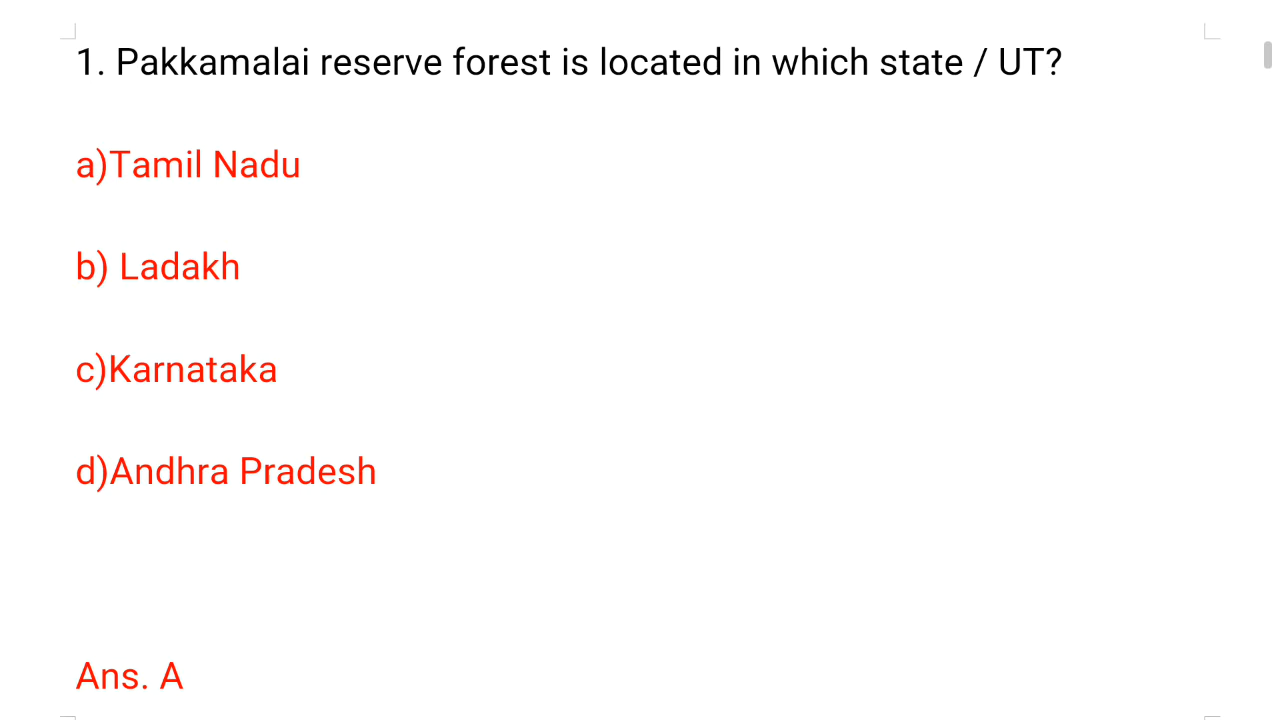 1. Pakkamalai reserve forest is located in which state / UT?
a)Tamil Nadu
b) Ladakh
c)Karnataka
d)Andhra Pradesh
Ans. A